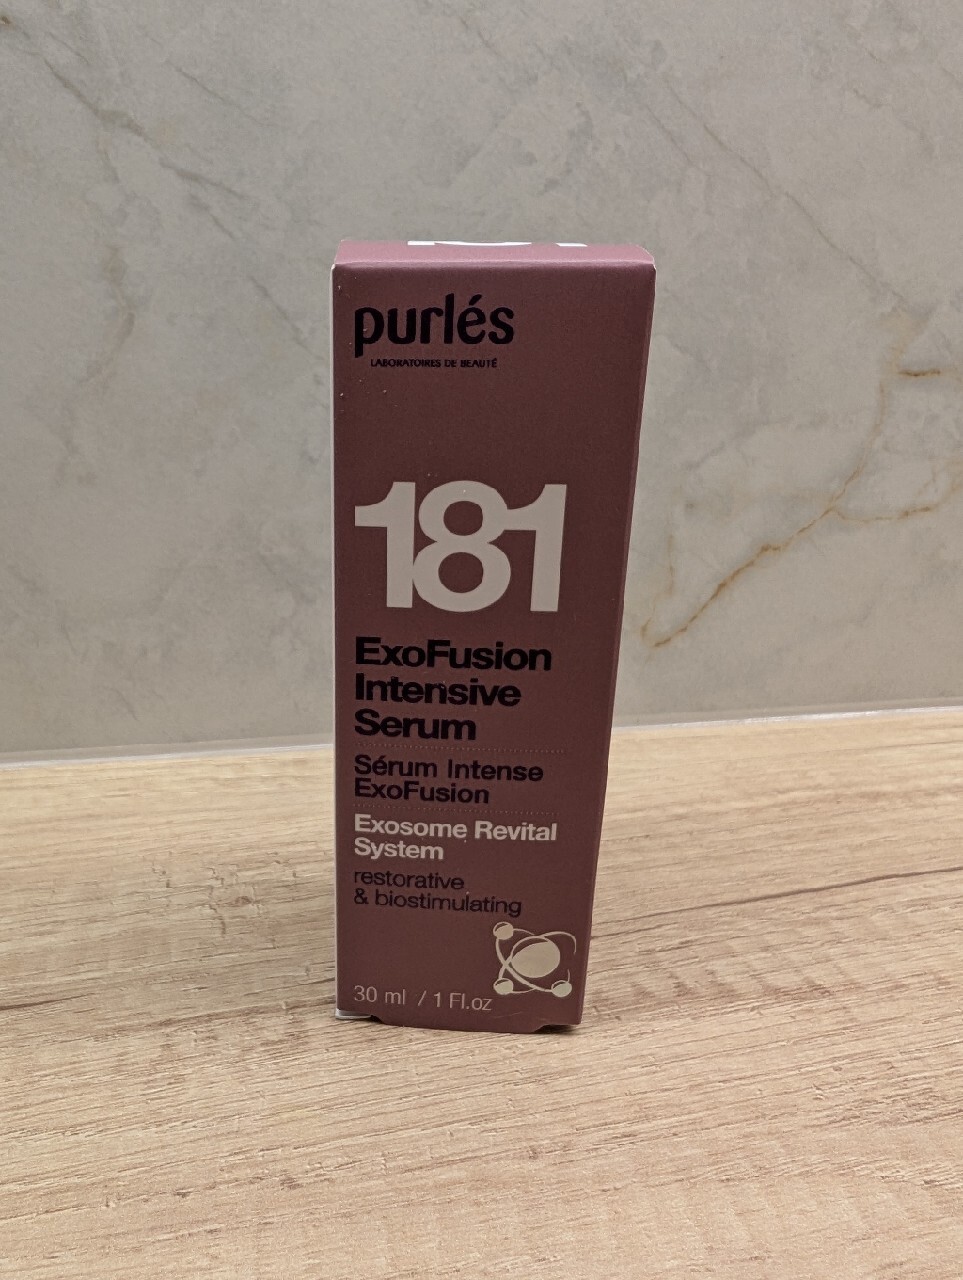 purlés
LABORATOIRES DE BEAUTÉ
181
ExoFusion
Intensive
Serum
Sérum Intense
ExoFusion
Exosome Revital
System
restorative
& biostimulating
30 ml / 1 Fl.oz